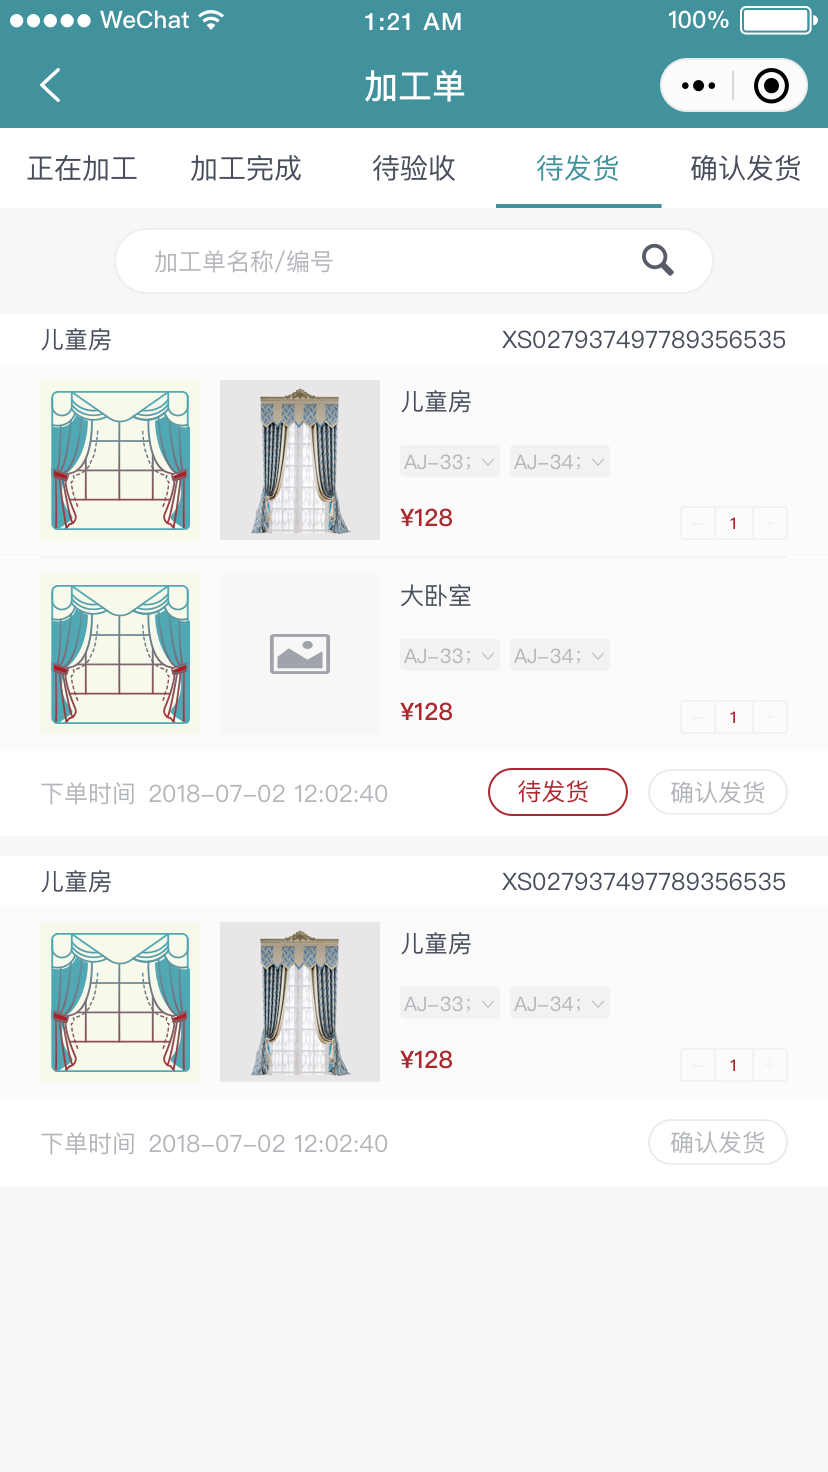 WeChat 1:21 AM 100%
加工单
正在加工 加工完成 待验收 待发货 确认发货
加工单名称/编号
儿童房 XS027937497789356535
儿童房
AJ-33; AJ-34;
¥128
1
大卧室
AJ-33; AJ-34;
¥128
1
下单时间 2018-07-02 12:02:40 待发货 确认发货
儿童房 XS027937497789356535
儿童房
AJ-33; AJ-34;
¥128
1
下单时间 2018-07-02 12:02:40 确认发货